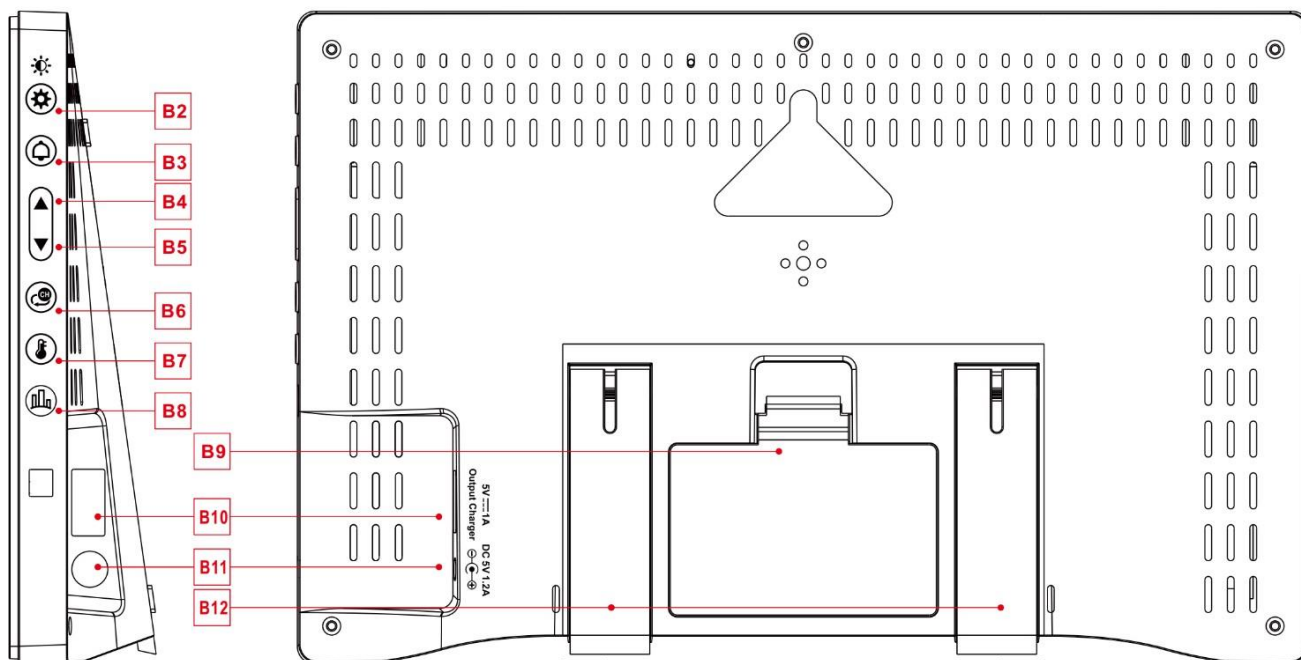 B2
B3
B4
B5
B6
CH
B7
B8
B9
B10
B11
B12
5V⎓1A
Output Charger
DC 5V 1.2A